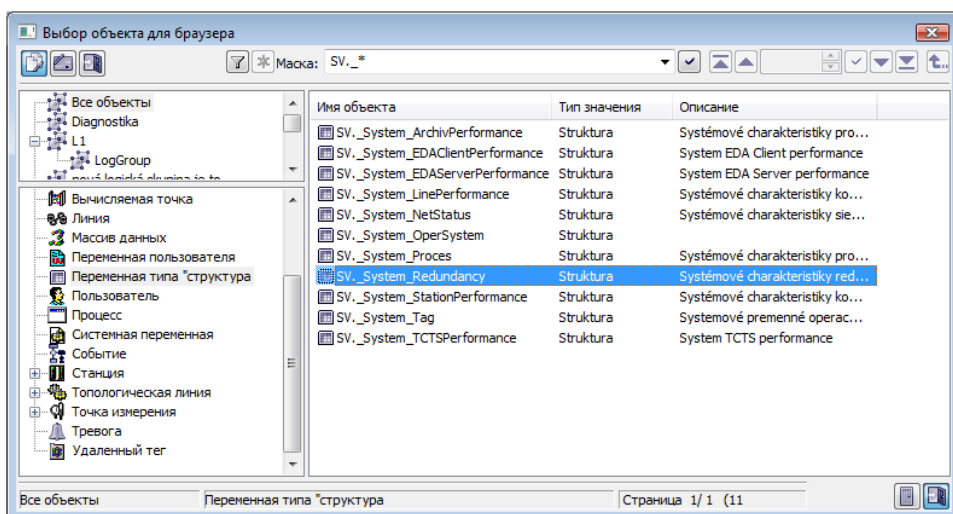 Выбор объекта для браузера
Маска: SV._*
Все объекты
Diagnostika
L1
LogGroup
Вычисляемая точка
Линия
Массив данных
Переменная пользователя
Переменная типа "структура
Пользователь
Процесс
Системная переменная
Событие
Станция
Топологическая линия
Точка измерения
Тревога
Удаленный тег
Имя объекта Тип значения Описание
SV._System_ArchivPerformance Struktura Systémové charakteristiky pro...
SV._System_EDAClientPerformance Struktura System EDA Client performance
SV._System_EDAServerPerformance Struktura System EDA Server performance
SV._System_LinePerformance Struktura Systémové charakteristiky ko...
SV._System_NetStatus Struktura Systémové charakteristiky sie...
SV._System_OperSystem Struktura
SV._System_Proces Struktura Systémové charakteristiky pro...
SV._System_Redundancy Struktura Systémové charakteristiky red...
SV._System_StationPerformance Struktura Systémové charakteristiky ko...
SV._System_Tag Struktura Systemové premenné operac...
SV._System_TCTSPerformance Struktura System TCTS performance
Все объекты Переменная типа "структура Страница 1/ 1 (11